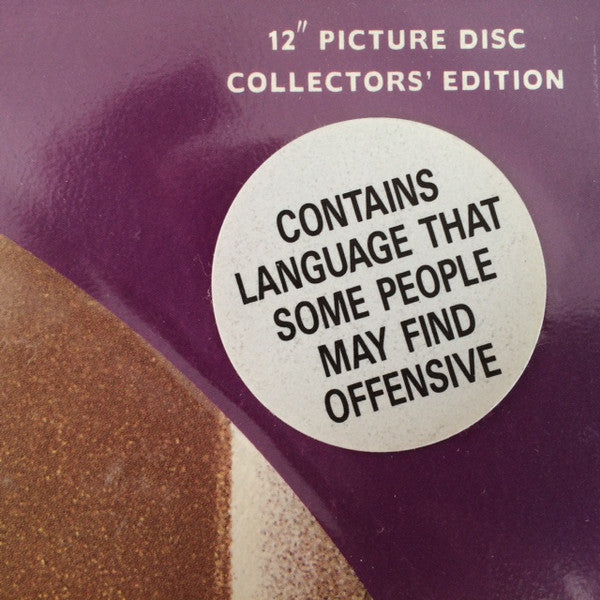 12" PICTURE DISC
COLLECTORS' EDITION
CONTAINS
LANGUAGE THAT
SOME PEOPLE
MAY FIND
OFFENSIVE